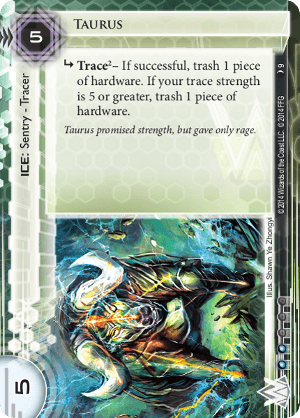 5
TAURUS
Trace²– If successful, trash 1 piece
of hardware. If your trace strength
is 5 or greater, trash 1 piece of
hardware.
Taurus promised strength, but gave only rage.
ICE: Sentry - Tracer
9
© 2014 Wizards of the Coast LLC. © 2014 FFG
Illus. Shawn Ye Zhongyi
5